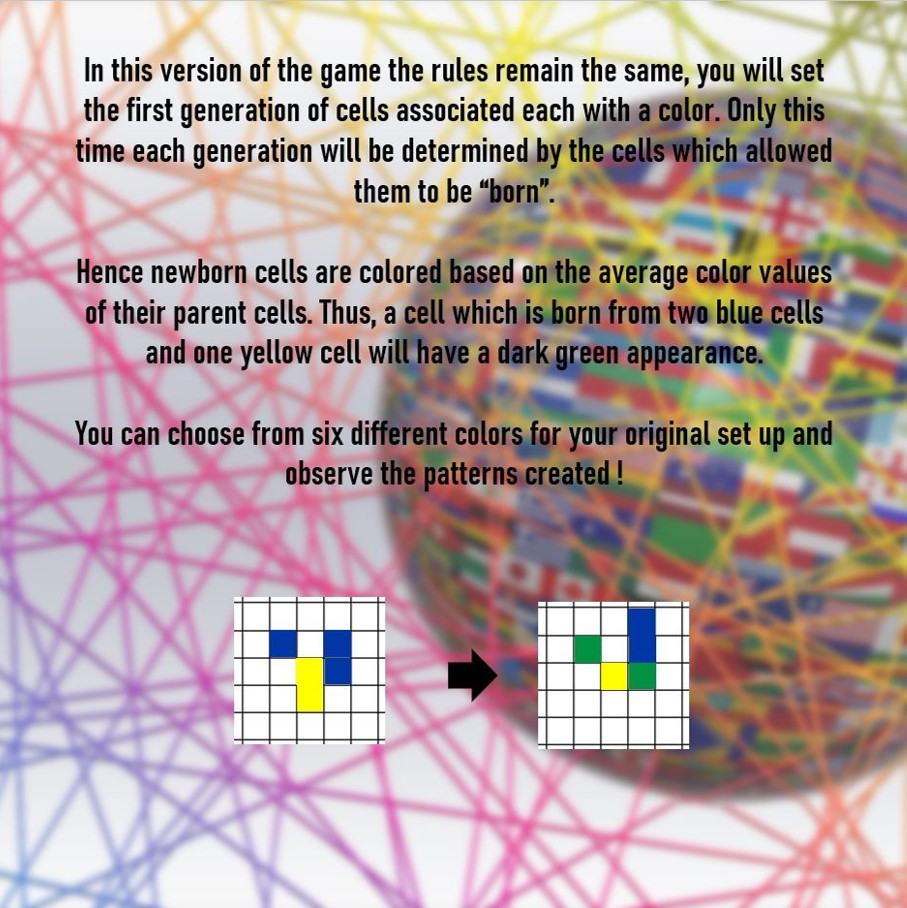 In this version of the game the rules remain the same, you will set
the first generation of cells associated each with a color. Only this
time each generation will be determined by the cells which allowed
them to be “born”.
Hence newborn cells are colored based on the average color values
of their parent cells. Thus, a cell which is born from two blue cells
and one yellow cell will have a dark green appearance.
You can choose from six different colors for your original set up and
observe the patterns created !